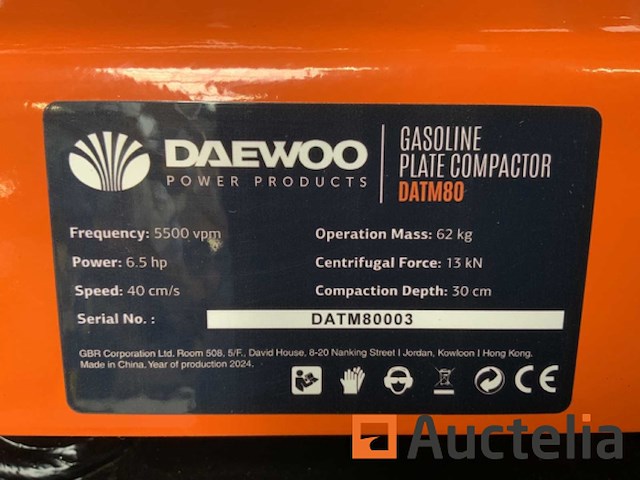 DAEWOO
POWER PRODUCTS
GASOLINE
PLATE COMPACTOR
DATM80
Frequency: 5500 vpm
Operation Mass: 62 kg
Power: 6.5 hp
Centrifugal Force: 13 kN
Speed: 40 cm/s
Compaction Depth: 30 cm
Serial No. : DATM80003
GBR Corporation Ltd. Room 508, 5/F., David House, 8-20 Nanking Street | Jordan, Kowloon | Hong Kong.
Made in China. Year of production 2024.
CE
Auctelia